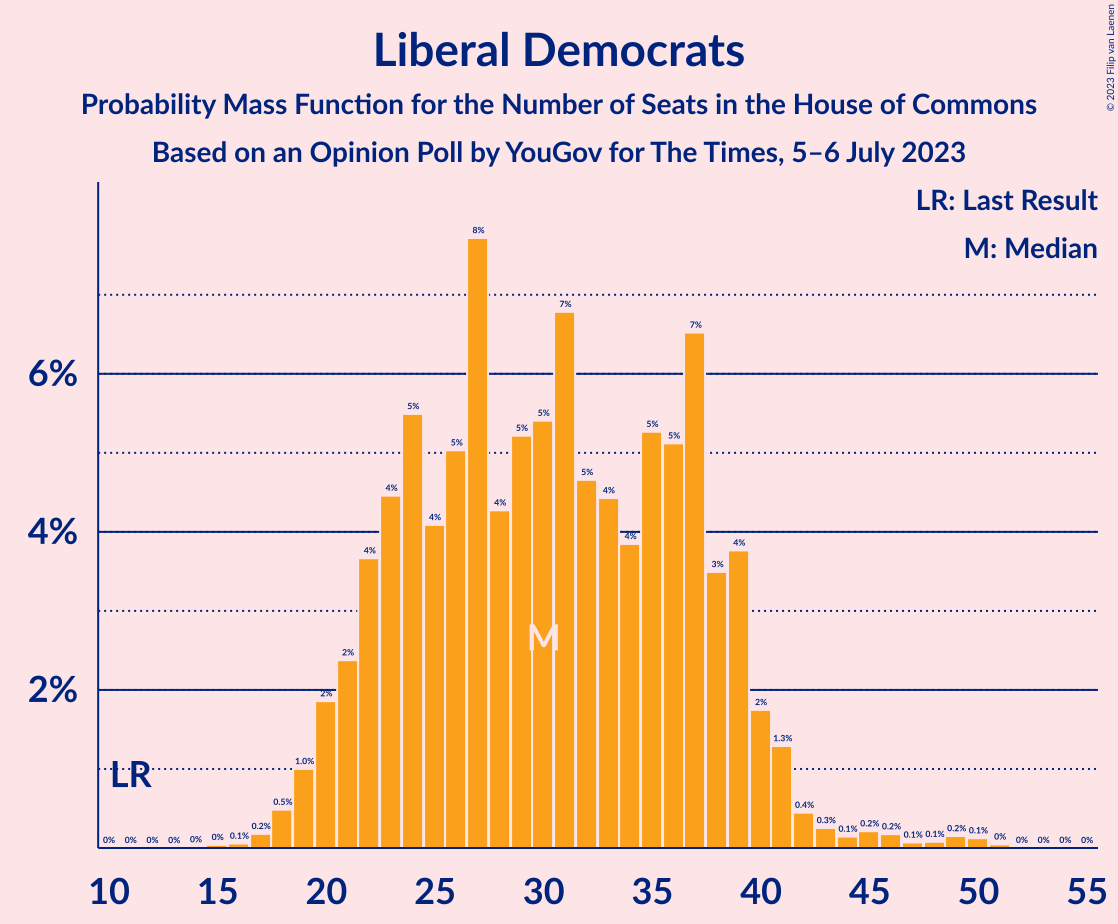 Liberal Democrats
Probability Mass Function for the Number of Seats in the House of Commons
Based on an Opinion Poll by YouGov for The Times, 5–6 July 2023
© 2023 Filip van Laenen
LR: Last Result
M: Median
6%
4%
2%
0% 0% 0% 0% 0% 0% 0.1% 0.2% 0.5% 1.0% 2% 2% 4% 4% 5% 4% 5% 8% 4% 5% 5% 7% 5% 4% 4% 5% 5% 7% 3% 4% 2% 1.3% 0.4% 0.3% 0.1% 0.2% 0.2% 0.1% 0.1% 0.2% 0.1% 0% 0% 0% 0% 0%
M
LR
10 15 20 25 30 35 40 45 50 55